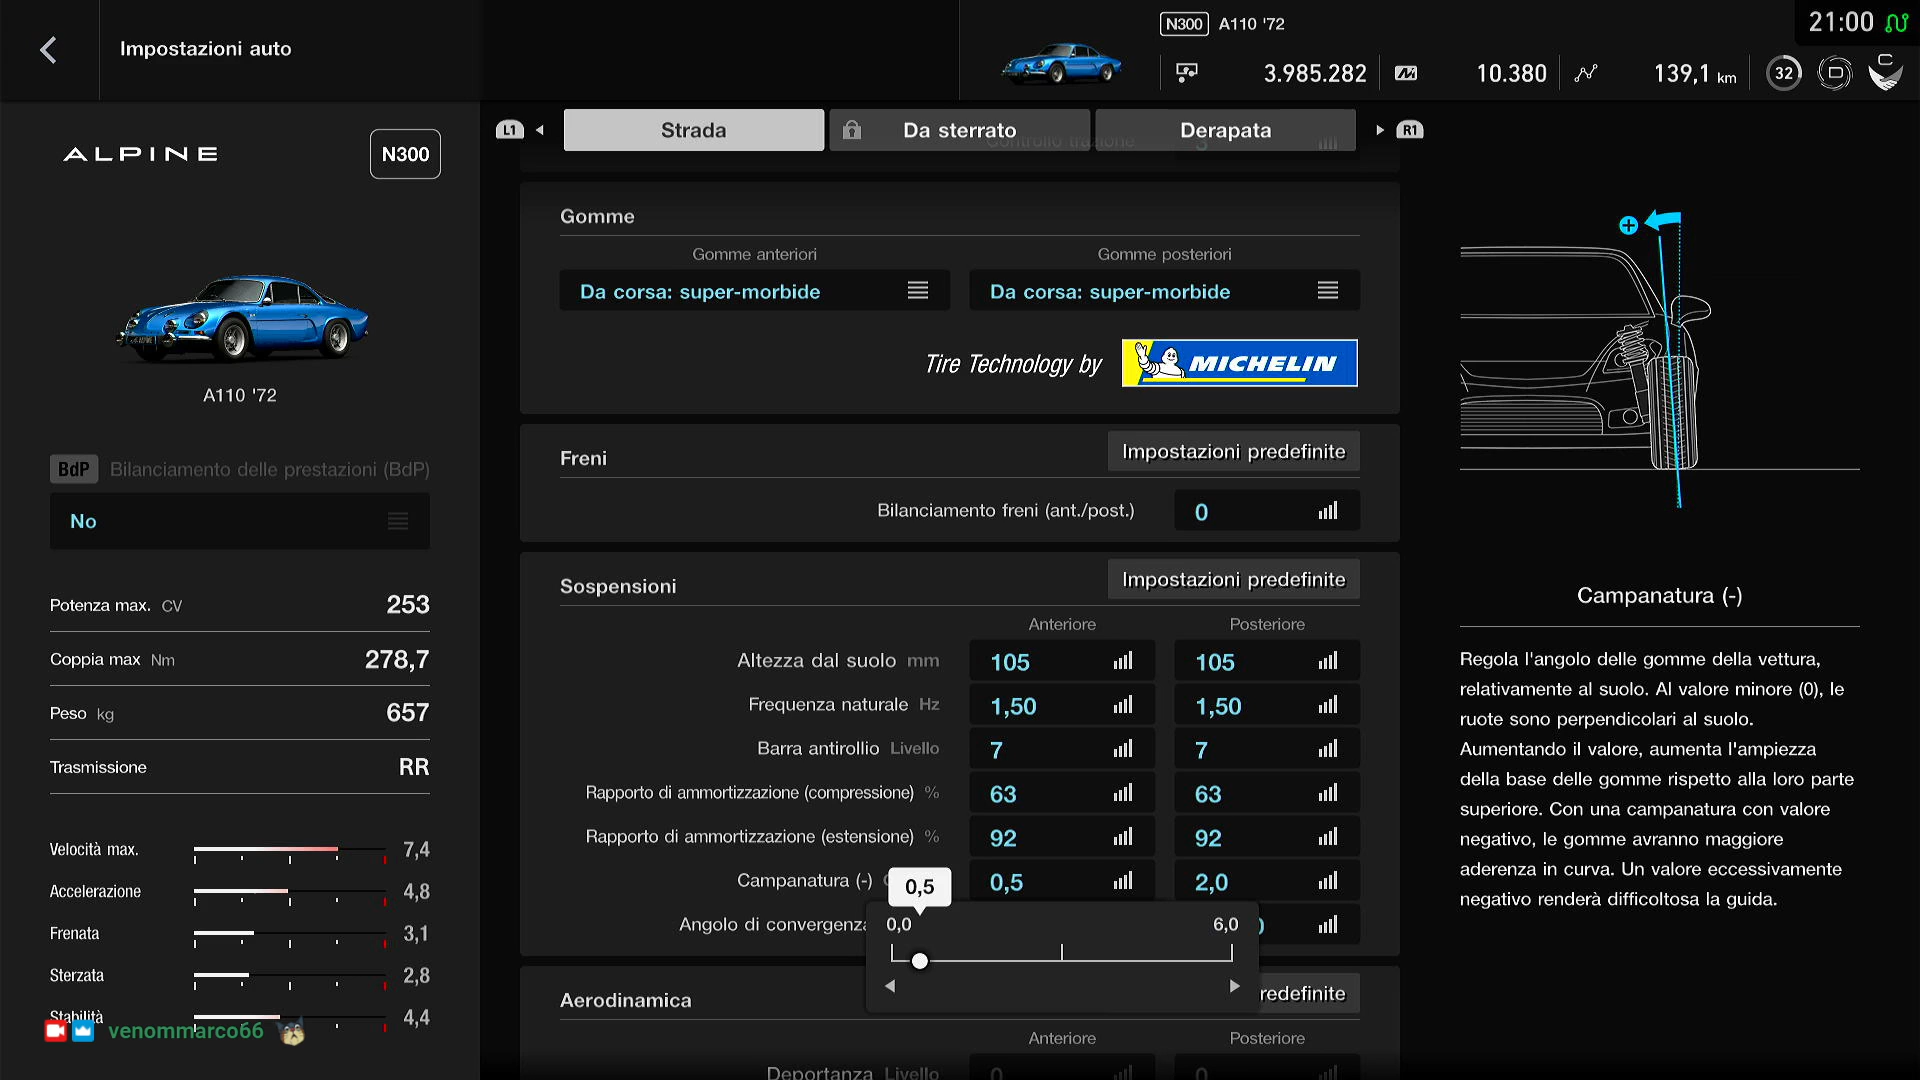 Impostazioni auto
N300 A110 '72
3.985.282
10.380
139,1 km
32
21:00
ALPINE
N300
A110 '72
BdP Bilanciamento delle prestazioni (BdP)
No
Potenza max. CV 253
Coppia max Nm 278,7
Peso kg 657
Trasmissione RR
Velocità max. 7,4
Accelerazione 4,8
Frenata 3,1
Sterzata 2,8
Stabilità 4,4
venommarco66
L1 Strada Da sterrato Derapata R1
Controllo trazione 3
Gomme
Gomme anteriori Gomme posteriori
Da corsa: super-morbide Da corsa: super-morbide
Tire Technology by MICHELIN
Freni Impostazioni predefinite
Bilanciamento freni (ant./post.) 0
Sospensioni Impostazioni predefinite
Anteriore Posteriore
Altezza dal suolo mm 105 105
Frequenza naturale Hz 1,50 1,50
Barra antirollio Livello 7 7
Rapporto di ammortizzazione (compressione) % 63 63
Rapporto di ammortizzazione (estensione) % 92 92
Campanatura (-) 0,5 2,0
0,5
Angolo di convergenza
0,0 6,0
Aerodinamica redefinite
Anteriore Posteriore
Deportanza Livello 0 0
Campanatura (-)
Regola l'angolo delle gomme della vettura,
relativamente al suolo. Al valore minore (0), le
ruote sono perpendicolari al suolo.
Aumentando il valore, aumenta l'ampiezza
della base delle gomme rispetto alla loro parte
superiore. Con una campanatura con valore
negativo, le gomme avranno maggiore
aderenza in curva. Un valore eccessivamente
negativo renderà difficoltosa la guida.